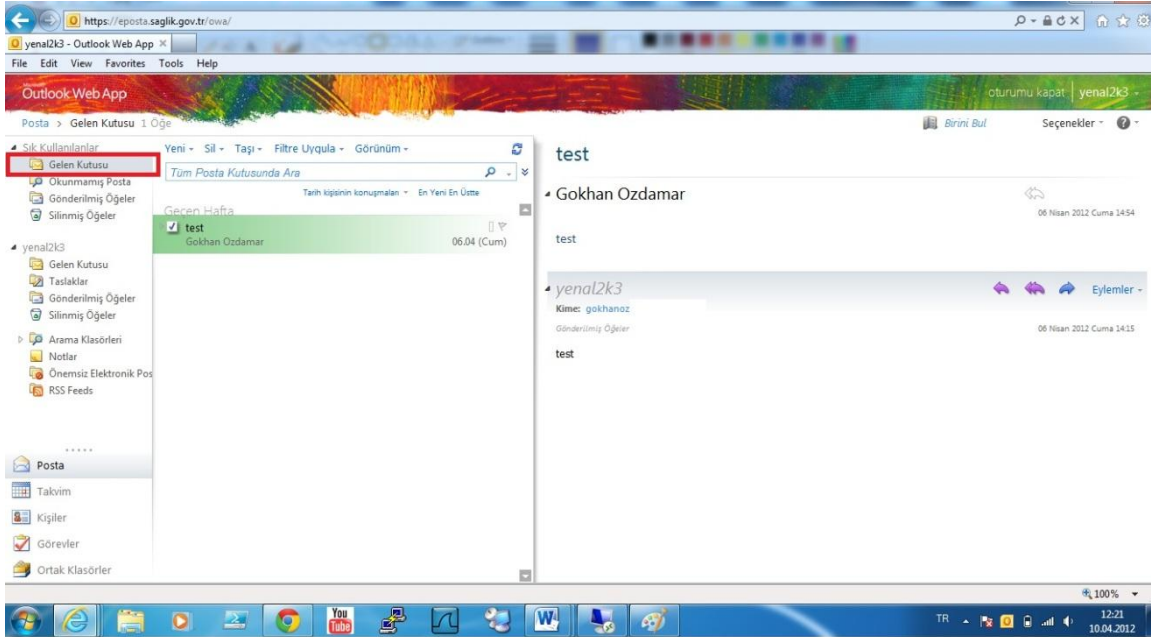 https://eposta.saglik.gov.tr/owa/
yenal2k3 - Outlook Web App
File Edit View Favorites Tools Help
Outlook Web App
oturumu kapat yenal2k3
Posta > Gelen Kutusu 1 Öğe
Birini Bul Seçenekler
Sık Kullanılanlar
Gelen Kutusu
Okunmamış Posta
Gönderilmiş Öğeler
Silinmiş Öğeler
yenal2k3
Gelen Kutusu
Taslaklar
Gönderilmiş Öğeler
Silinmiş Öğeler
Arama Klasörleri
Notlar
Önemsiz Elektronik Pos
RSS Feeds
Posta
Takvim
Kişiler
Görevler
Ortak Klasörler
Yeni Sil Taşı Filtre Uygula Görünüm
Tüm Posta Kutusunda Ara
Tarih kişisinin konuşmaları En Yeni En Üstte
Geçen Hafta
test
Gokhan Ozdamar 06.04 (Cum)
test
Gokhan Ozdamar
06 Nisan 2012 Cuma 14:54
test
yenal2k3
Eylemler
Kime: gokhanoz
Gönderilmiş Öğeler 06 Nisan 2012 Cuma 14:15
test
100%
You
Tube
TR 12:21
10.04.2012